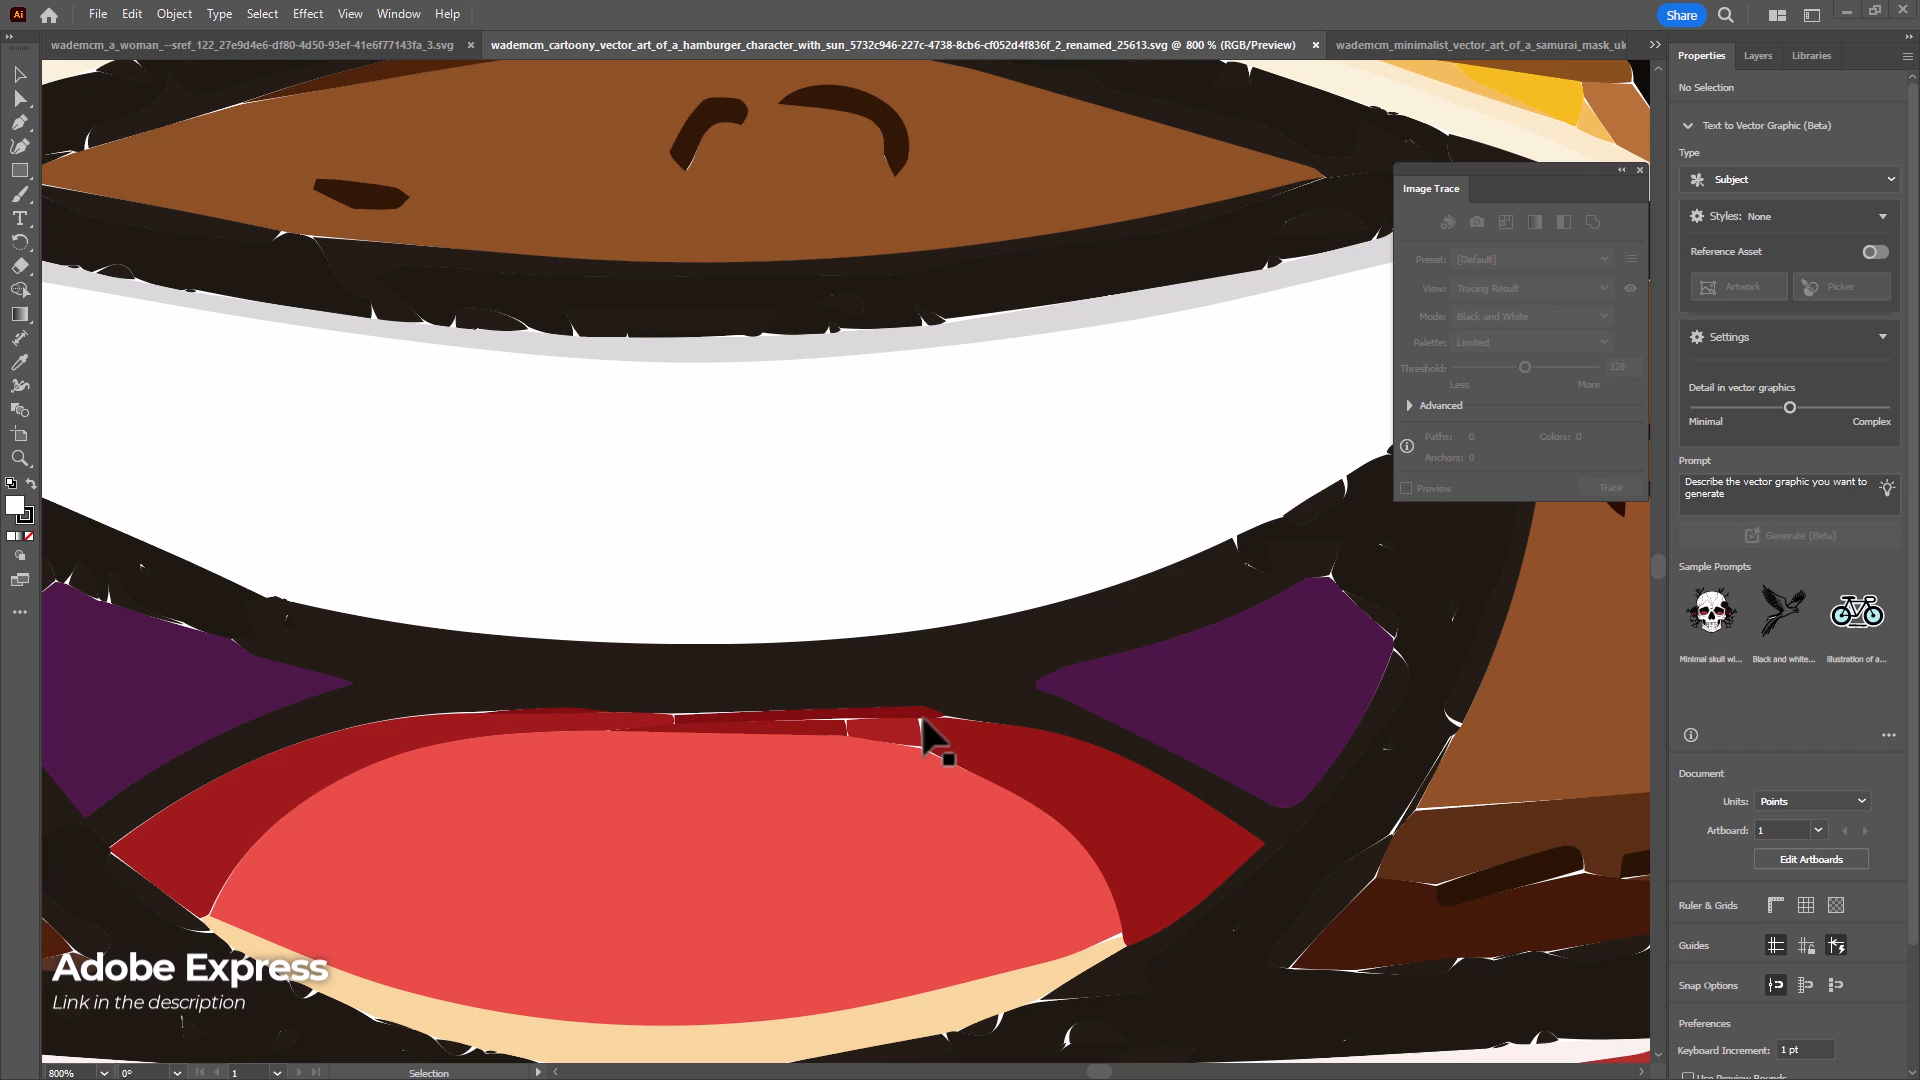 Ai
File Edit Object Type Select Effect View Window Help
Share
wademcm_a_woman_--sref_122_27e9d4e6-df80-4d50-93ef-41e6f77143fa_3.svg
wademcm_cartoony_vector_art_of_a_hamburger_character_with_sun_5732c946-227c-4738-8cb6-cf052d4f836f_2_renamed_25613.svg @ 800 % (RGB/Preview)
wademcm_minimalist_vector_art_of_a_samurai_mask_uk
Properties Layers Libraries
No Selection
Text to Vector Graphic (Beta)
Type
Subject
Styles: None
Reference Asset
Artwork Picker
Settings
Detail in vector graphics
Minimal Complex
Prompt
Describe the vector graphic you want to
generate
Generate (Beta)
Sample Prompts
Minimal skull wi... Black and white... Illustration of a...
Document
Units: Points
Artboard: 1
Edit Artboards
Ruler & Grids
Guides
Snap Options
Preferences
Keyboard Increment: 1 pt
Use Preview Bounds
Image Trace
Preset: [Default]
View: Tracing Result
Mode: Black and White
Palette: Limited
Threshold: 128
Less More
Advanced
Paths: 0 Colors: 0
Anchors: 0
Preview Trace
Adobe Express
Link in the description
800% 0° 1 Selection